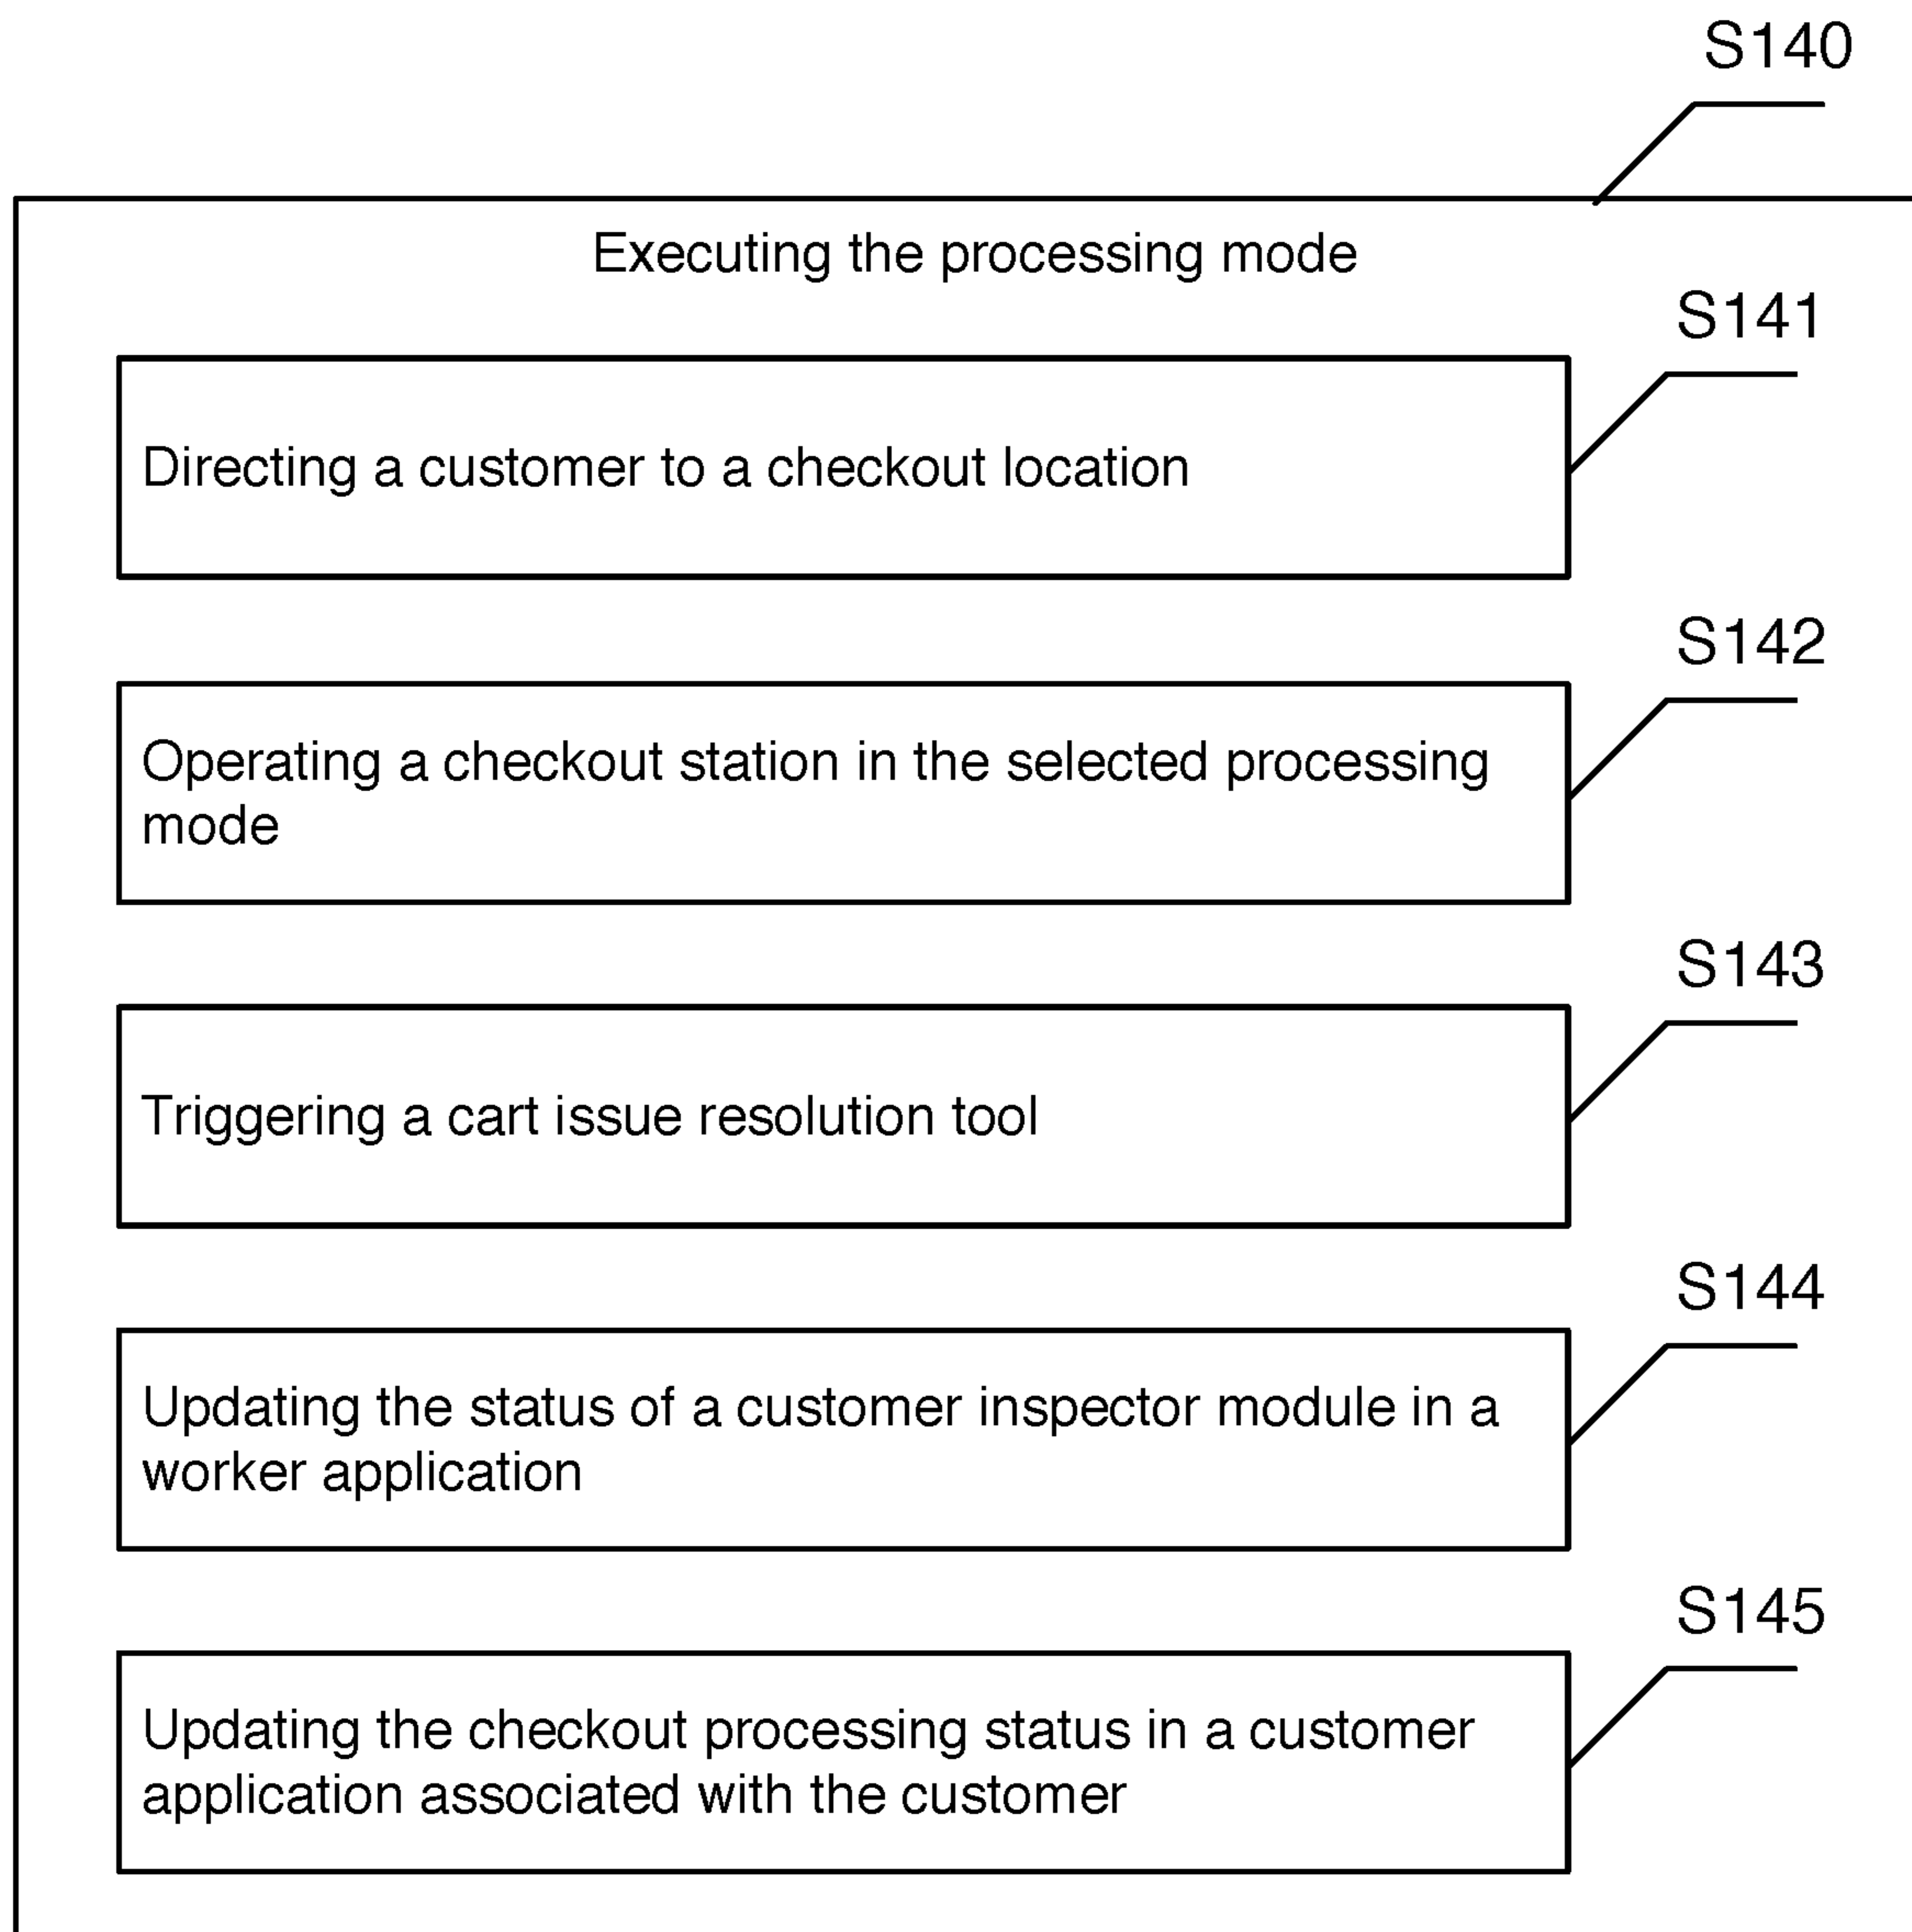 S140
Executing the processing mode
S141
Directing a customer to a checkout location
S142
Operating a checkout station in the selected processing
mode
S143
Triggering a cart issue resolution tool
S144
Updating the status of a customer inspector module in a
worker application
S145
Updating the checkout processing status in a customer
application associated with the customer